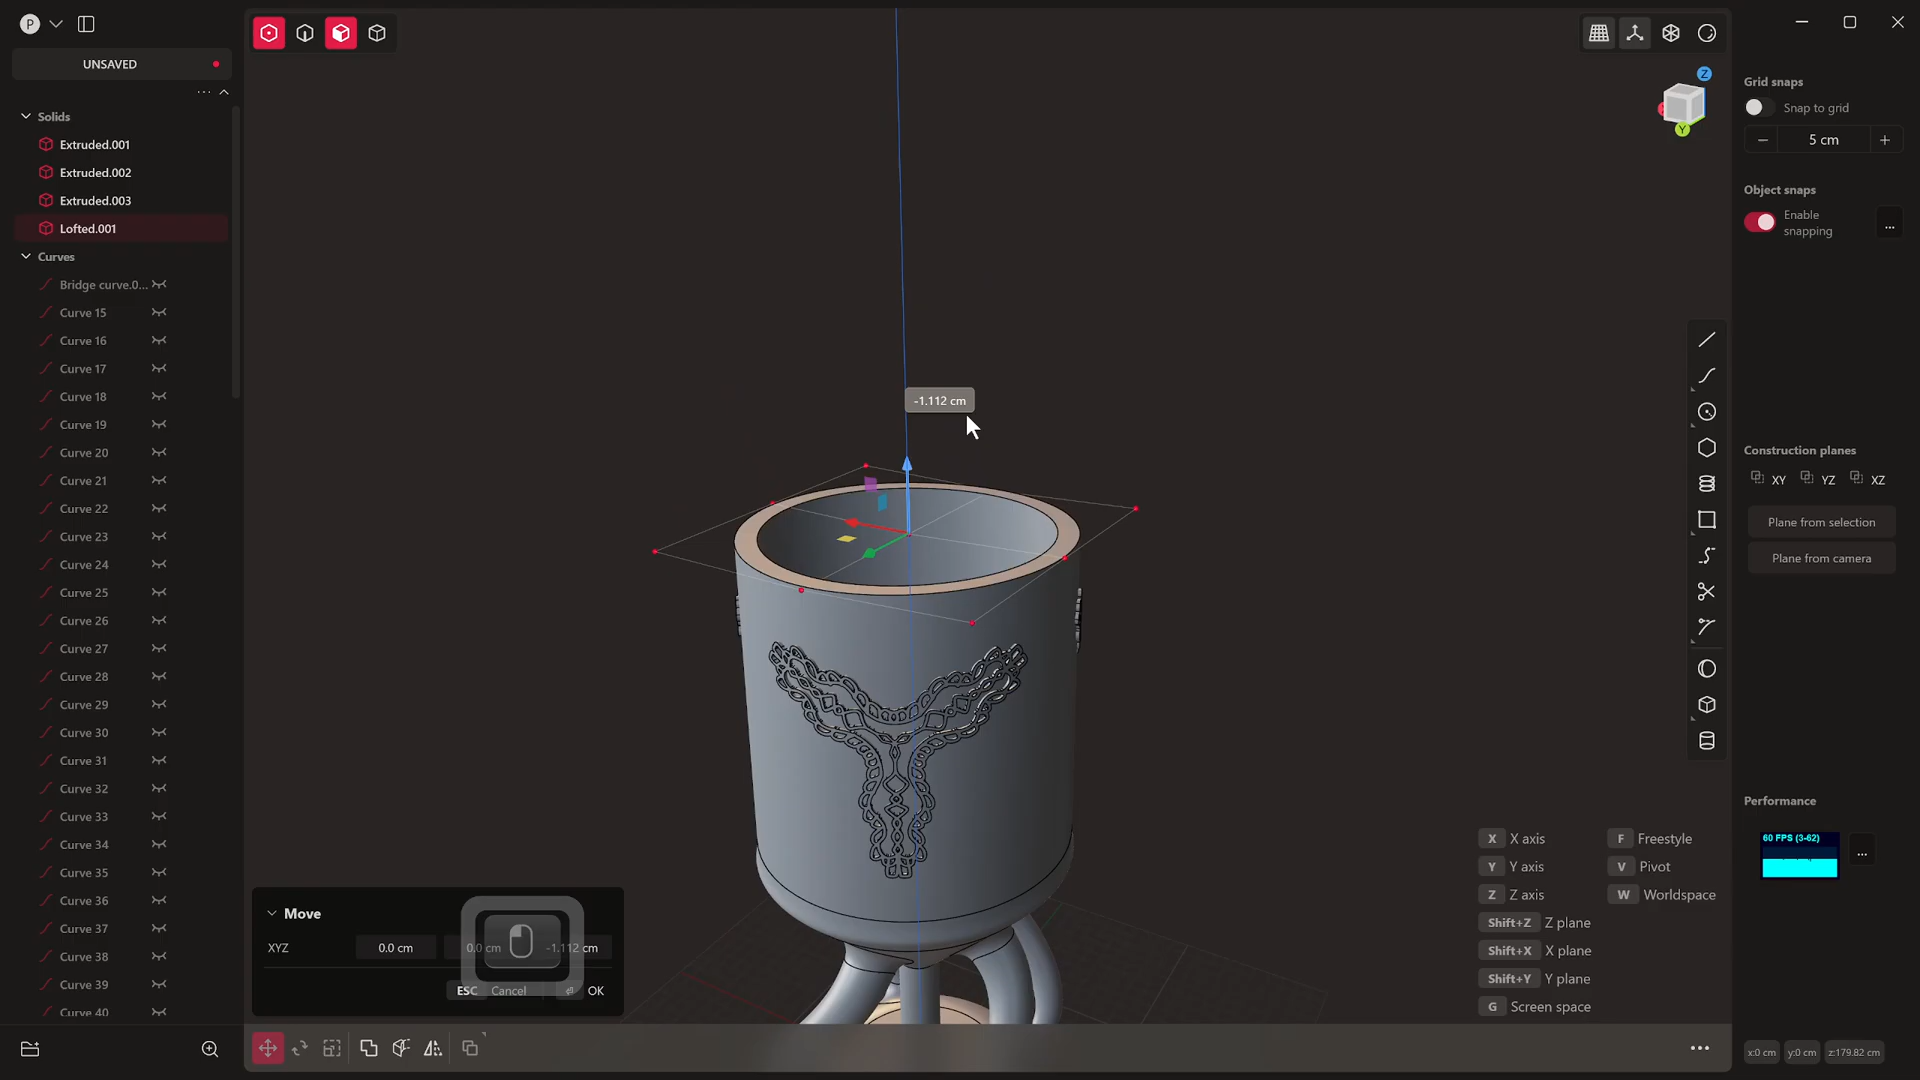 P
UNSAVED
...
Solids
Extruded.001
Extruded.002
Extruded.003
Lofted.001
Curves
Bridge curve.0...
Curve 15
Curve 16
Curve 17
Curve 18
Curve 19
Curve 20
Curve 21
Curve 22
Curve 23
Curve 24
Curve 25
Curve 26
Curve 27
Curve 28
Curve 29
Curve 30
Curve 31
Curve 32
Curve 33
Curve 34
Curve 35
Curve 36
Curve 37
Curve 38
Curve 39
Curve 40
-1.112 cm
Move
XYZ 0.0 cm 0.0 cm -1.112 cm
ESC Cancel OK
Z
Y
X X axis
Y Y axis
Z Z axis
Shift+Z Z plane
Shift+X X plane
Shift+Y Y plane
G Screen space
F Freestyle
V Pivot
W Worldspace
Grid snaps
Snap to grid
5 cm
Object snaps
Enable
snapping
...
Construction planes
XY YZ XZ
Plane from selection
Plane from camera
Performance
60 FPS (3-62)
...
x:0 cm y:0 cm z:179.82 cm